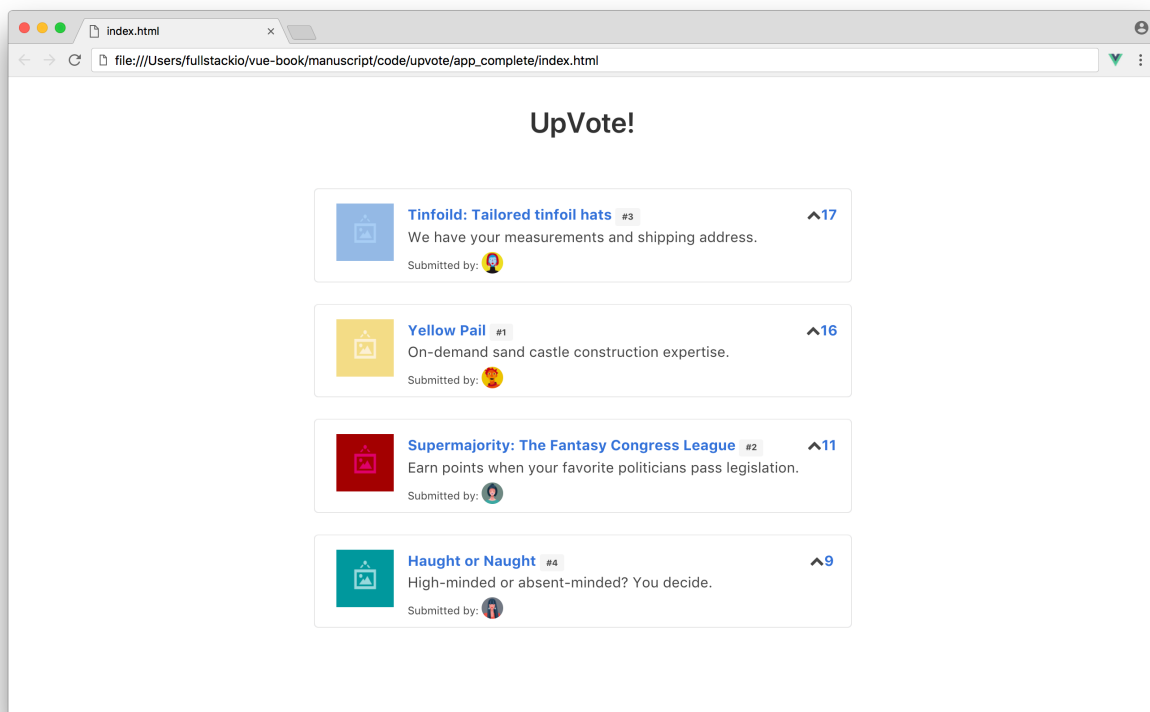 index.html
file:///Users/fullstackio/vue-book/manuscript/code/upvote/app_complete/index.html
UpVote!
Tinfoild: Tailored tinfoil hats #3 17
We have your measurements and shipping address.
Submitted by:
Yellow Pail #1 16
On-demand sand castle construction expertise.
Submitted by:
Supermajority: The Fantasy Congress League #2 11
Earn points when your favorite politicians pass legislation.
Submitted by:
Haught or Naught #4 9
High-minded or absent-minded? You decide.
Submitted by: